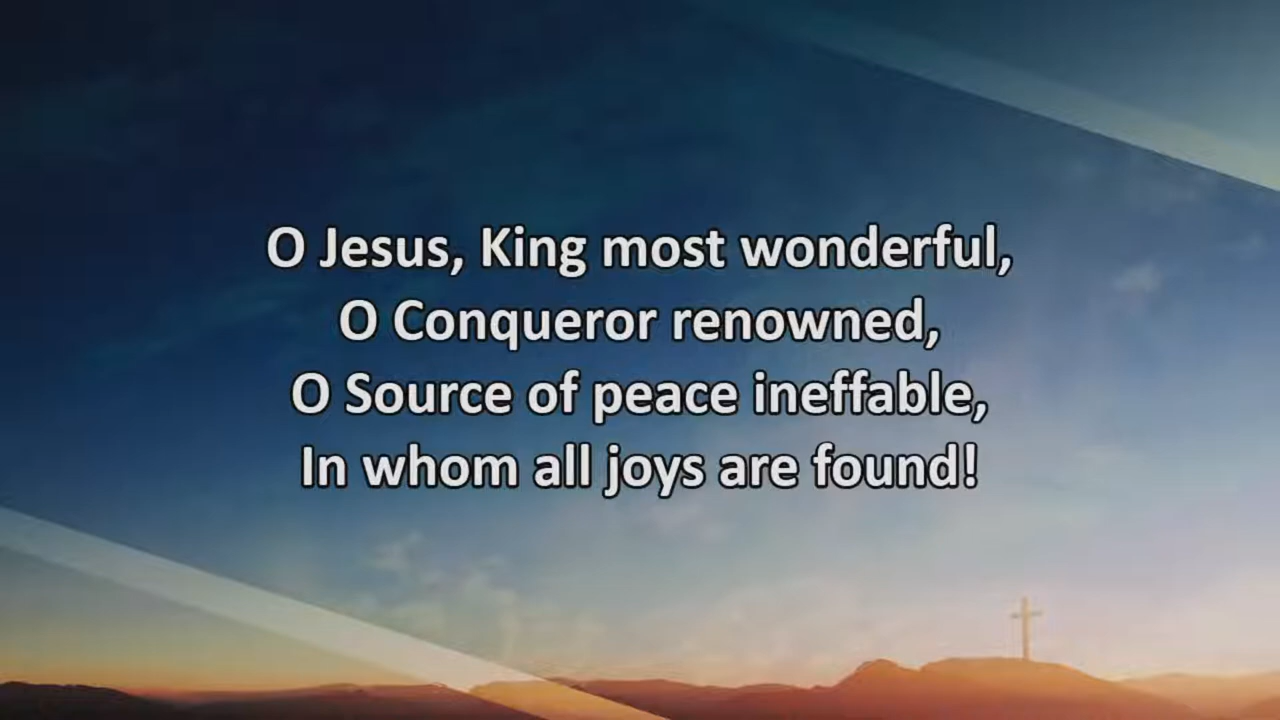 O Jesus, King most wonderful,
O Conqueror renowned,
O Source of peace ineffable,
In whom all joys are found!